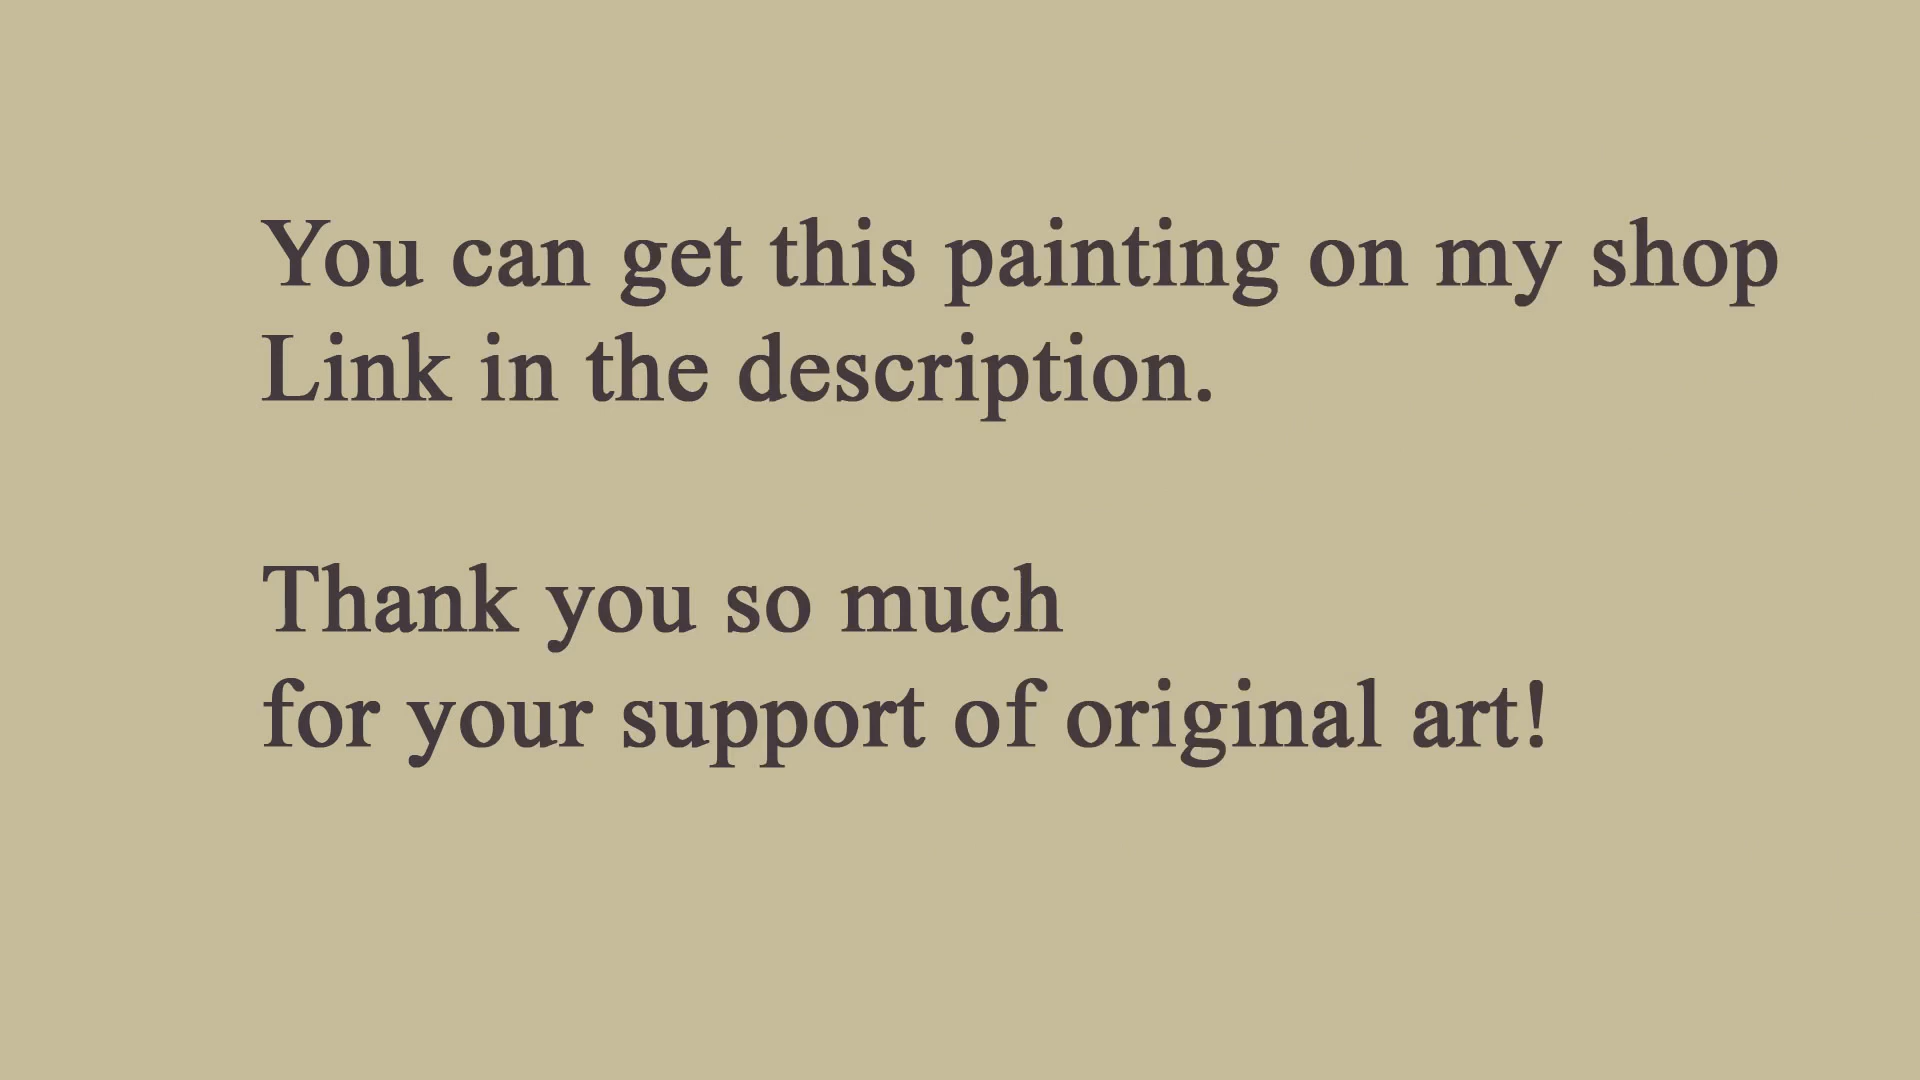 You can get this painting on my shop
Link in the description.
Thank you so much
for your support of original art!